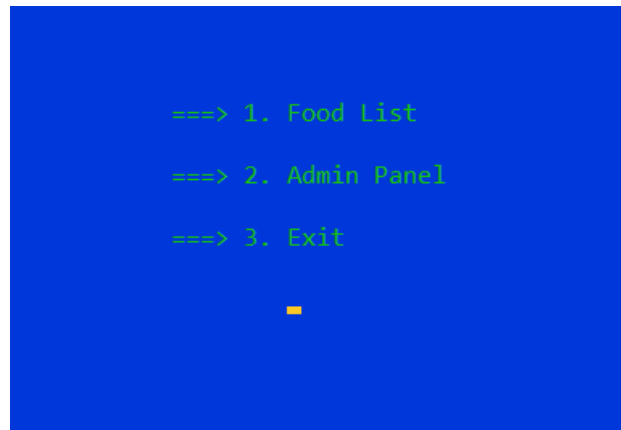 ===> 1. Food List
===> 2. Admin Panel
===> 3. Exit